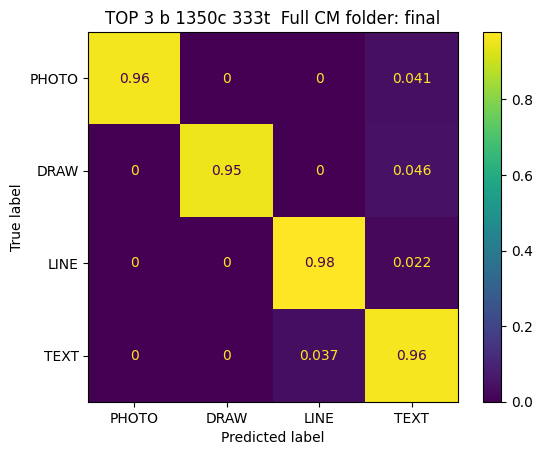 TOP 3 b 1350c 333t  Full CM folder: final
PHOTO 0.96 0 0 0.041
DRAW 0 0.95 0 0.046
LINE 0 0 0.98 0.022
TEXT 0 0 0.037 0.96
PHOTO DRAW LINE TEXT
Predicted label
True label
0.8
0.6
0.4
0.2
0.0